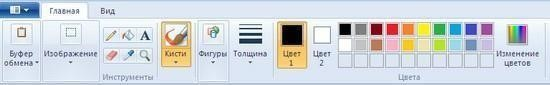 Главная
Вид
Буфер
обмена
Изображение
Инструменты
Кисти
Фигуры
Толщина
Цвет
1
Цвет
2
Изменение
цветов
Цвета